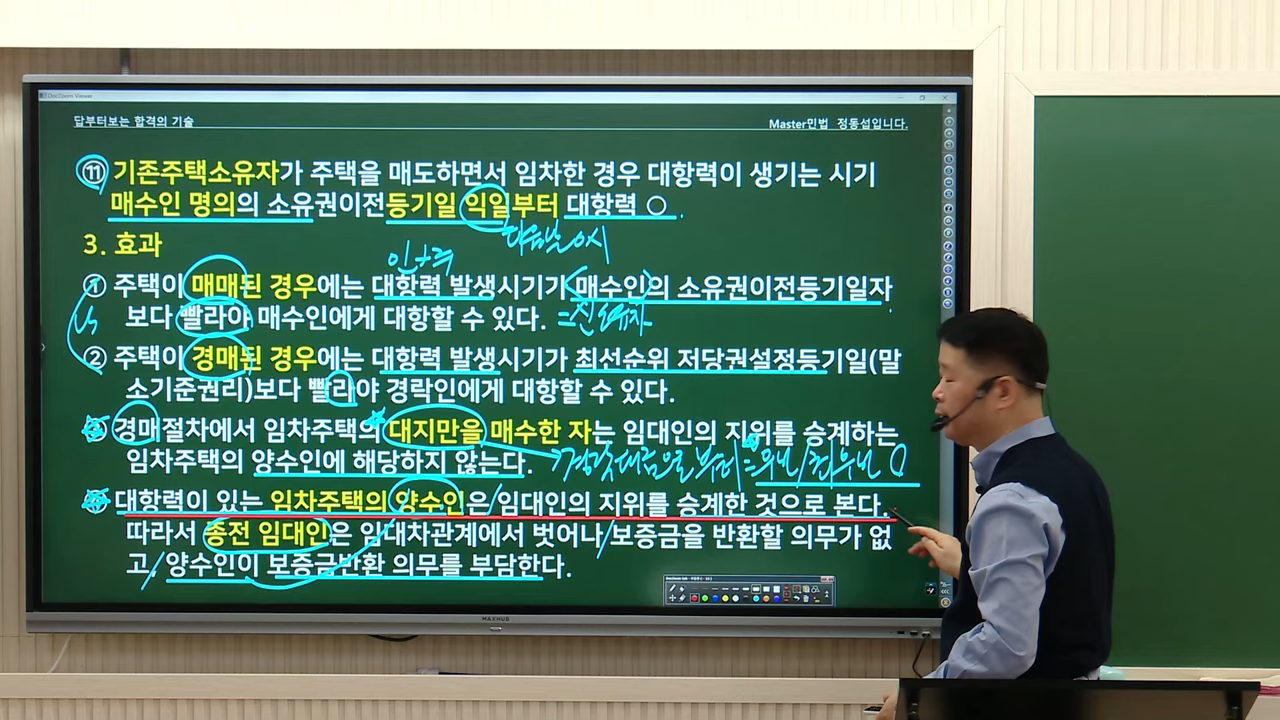 DocZoom Viewer
답부터보는 합격의 기술
Master민법 정동섭입니다.
⑪ 기존주택소유자가 주택을 매도하면서 임차한 경우 대항력이 생기는 시기
매수인 명의의 소유권이전등기일 익일부터 대항력 ○
다음날 0시
3. 효과
인+주
① 주택이 매매된 경우에는 대항력 발생시기가 매수인의 소유권이전등기일자
보다 빨라야 매수인에게 대항할 수 있다.
② 주택이 경매된 경우에는 대항력 발생시기가 최선순위 저당권설정등기일(말
소기준권리)보다 빨라야 경락인에게 대항할 수 있다.
경매절차에서 임차주택의 대지만을 매수한 자는 임대인의 지위를 승계하는
임차주택의 양수인에 해당하지 않는다.
대항력이 있는 임차주택의 양수인은 임대인의 지위를 승계한 것으로 본다.
따라서 종전 임대인은 임대차관계에서 벗어나 보증금을 반환할 의무가 없
고, 양수인이 보증금반환 의무를 부담한다.
MAXHUB